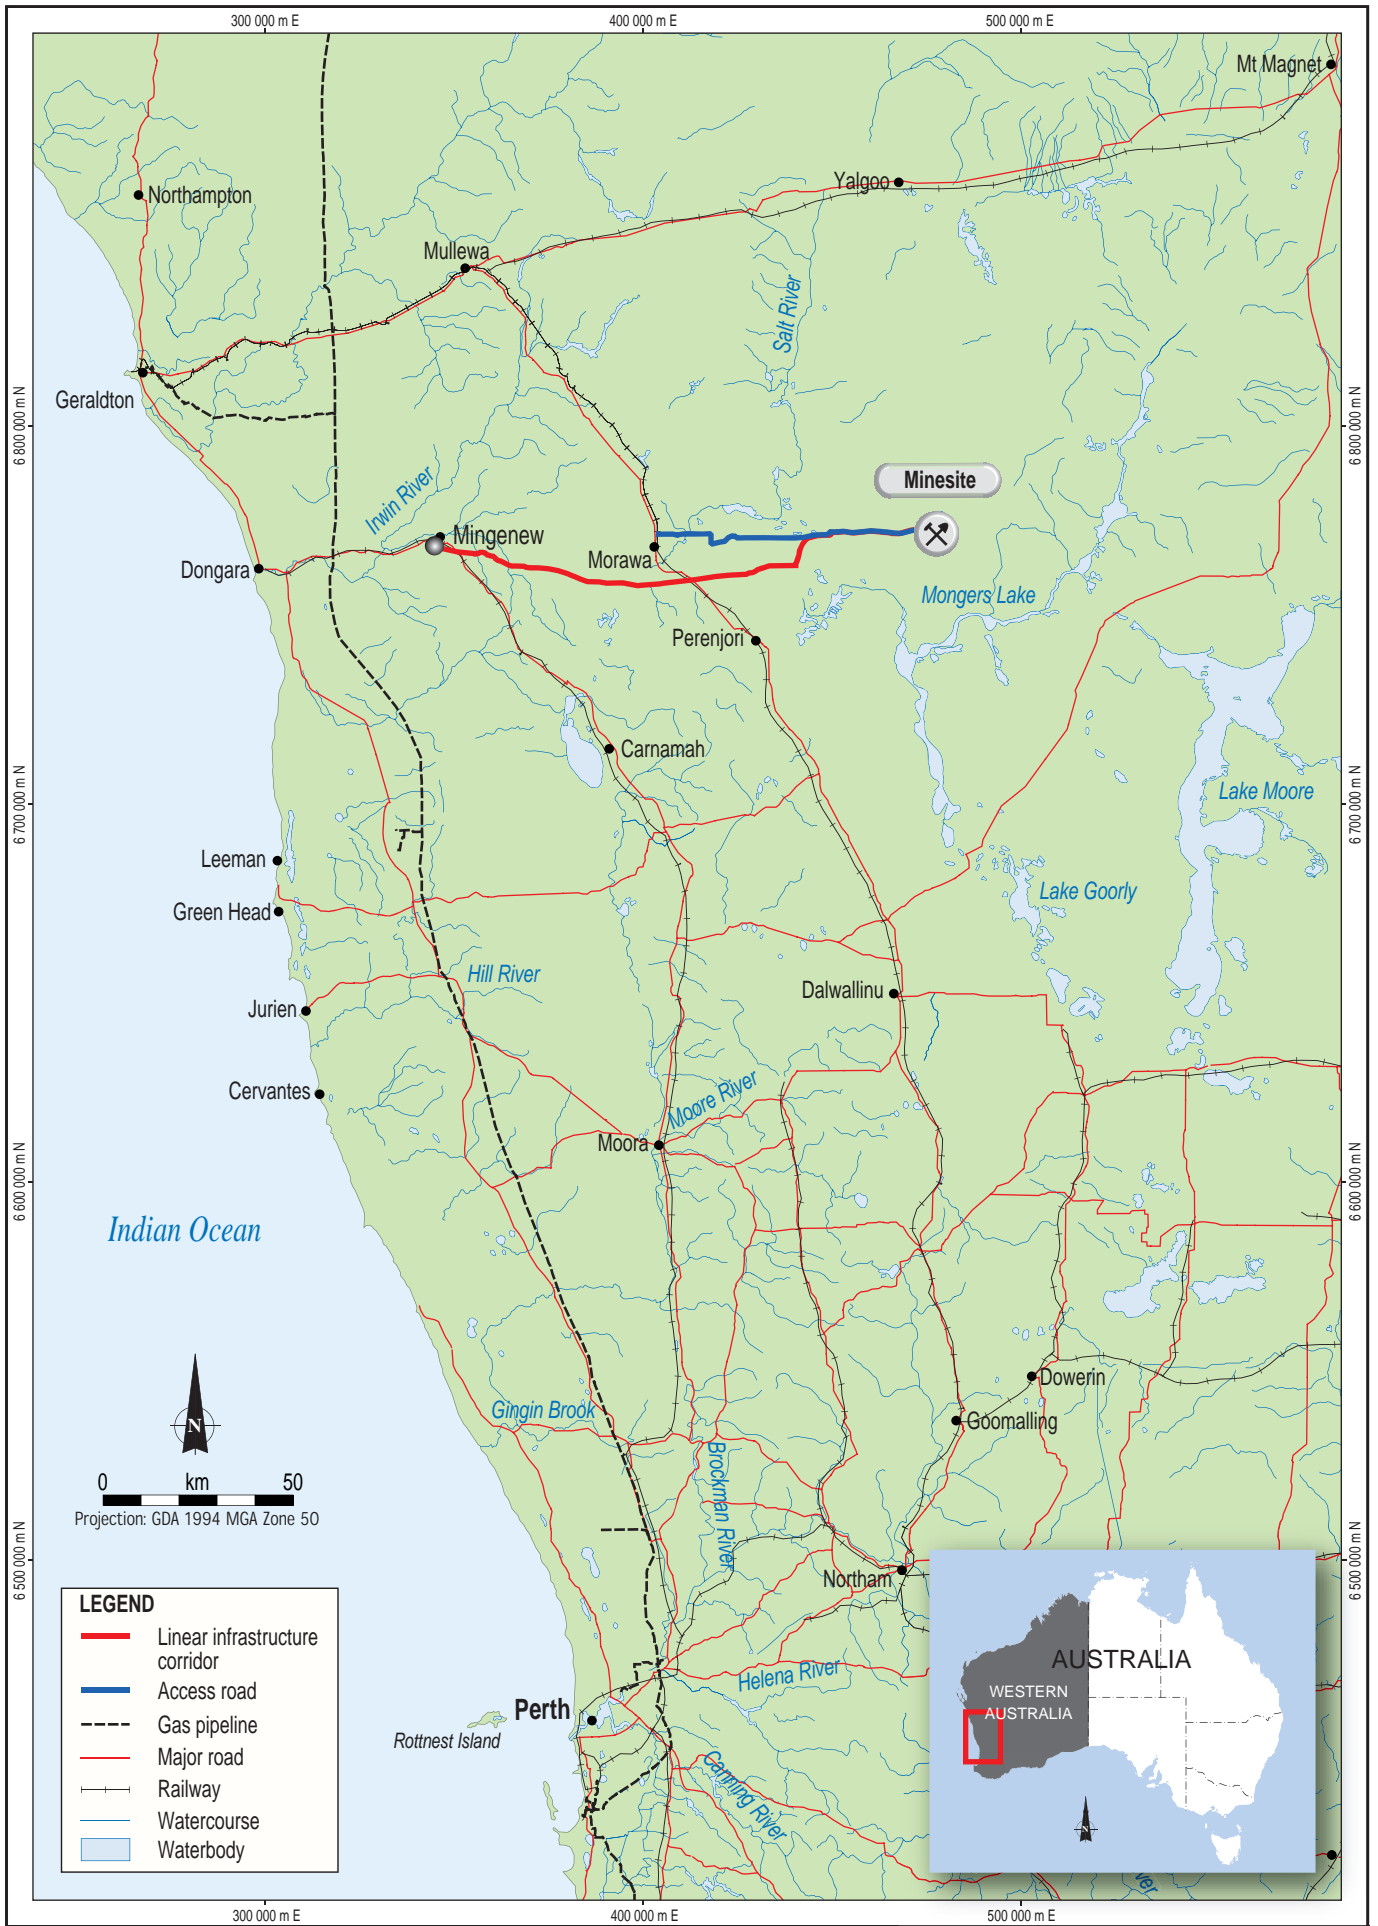 300 000 m E
400 000 m E
500 000 m E
Mt Magnet
Yalgoo
Northampton
Mullewa
Salt River
Geraldton
6 800 000 m N
6 800 000 m N
Minesite
Irwin River
Mingenew
Morawa
Dongara
Mongers Lake
Perenjori
Carnamah
6 700 000 m N
6 700 000 m N
Lake Moore
Leeman
Lake Goorly
Green Head
Hill River
Dalwallinu
Jurien
Cervantes
Moore River
Moora
6 600 000 m N
6 600 000 m N
Indian Ocean
Dowerin
Gingin Brook
Goomalling
N
Brockman River
0 km 50
Projection: GDA 1994 MGA Zone 50
6 500 000 m N
6 500 000 m N
Northam
LEGEND
Linear infrastructure
corridor
Access road
Gas pipeline
Major road
Railway
Watercourse
Waterbody
Helena River
Perth
Rottnest Island
Canning River
AUSTRALIA
WESTERN
AUSTRALIA
N
ver
300 000 m E
400 000 m E
500 000 m E